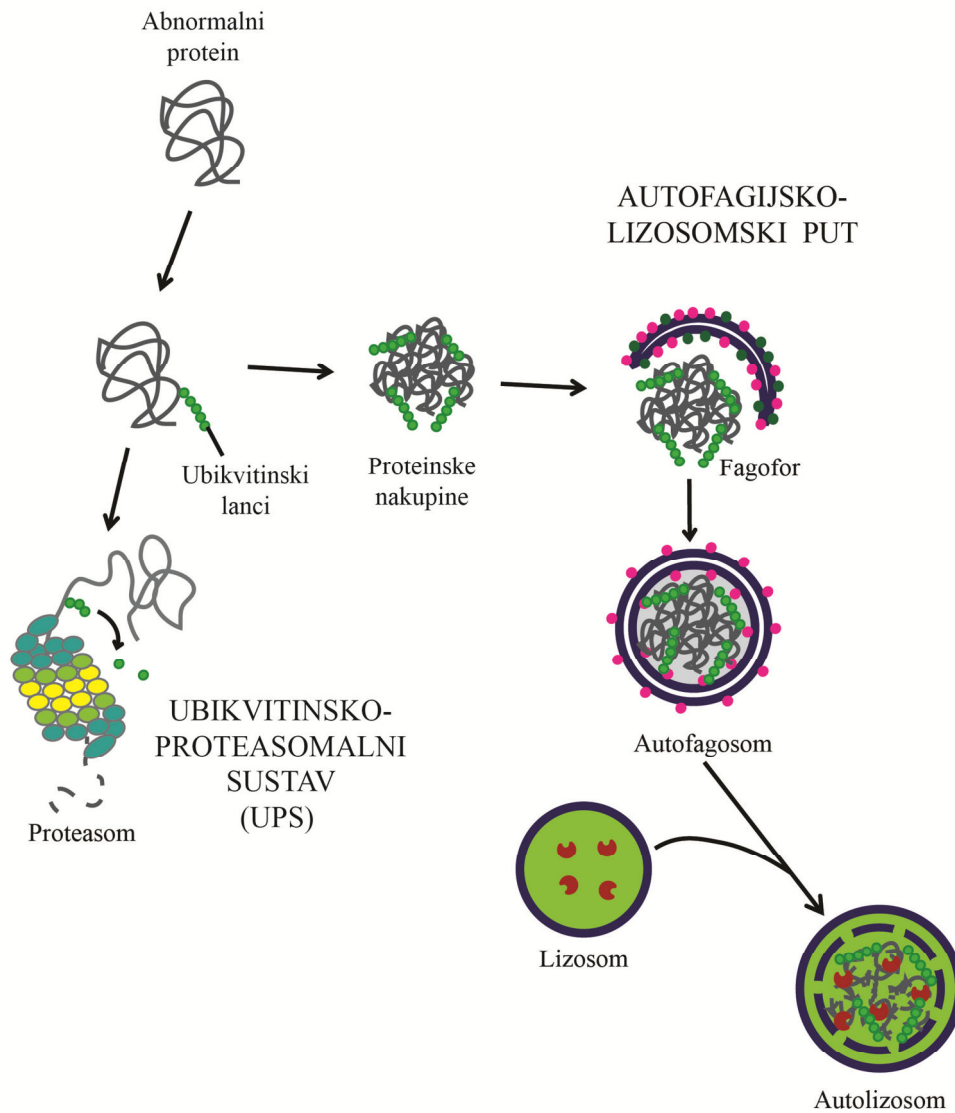 Abnormalni
protein
AUTOFAGIJSKO-
LIZOSOMSKI PUT
Ubikvitinski
lanci
Proteinske
nakupine
Fagofor
UBIKVITINSKO-
PROTEASOMALNI
SUSTAV
(UPS)
Proteasom
Autofagosom
Lizosom
Autolizosom